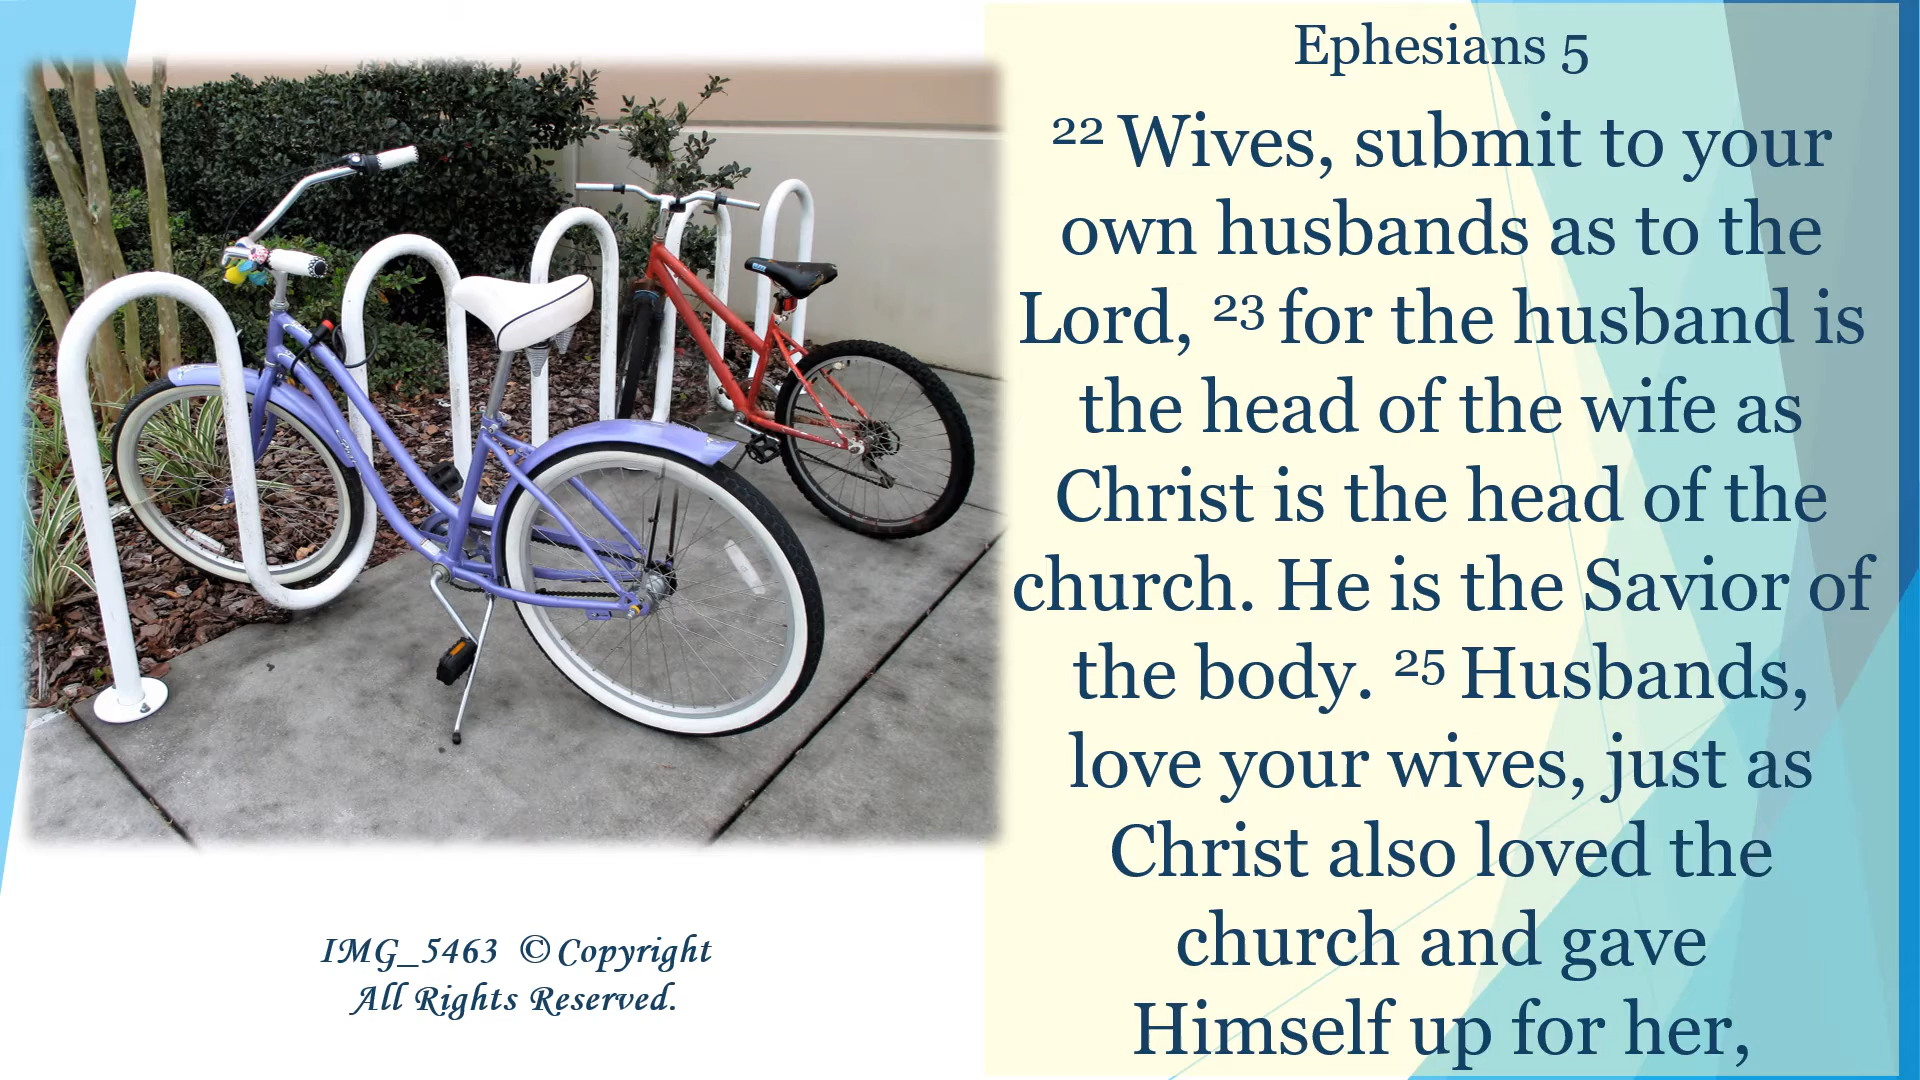 Ephesians 5
22 Wives, submit to your
own husbands as to the
Lord, 23 for the husband is
the head of the wife as
Christ is the head of the
church. He is the Savior of
the body. 25 Husbands,
love your wives, just as
Christ also loved the
church and gave
Himself up for her,
IMG_5463 © Copyright
All Rights Reserved.